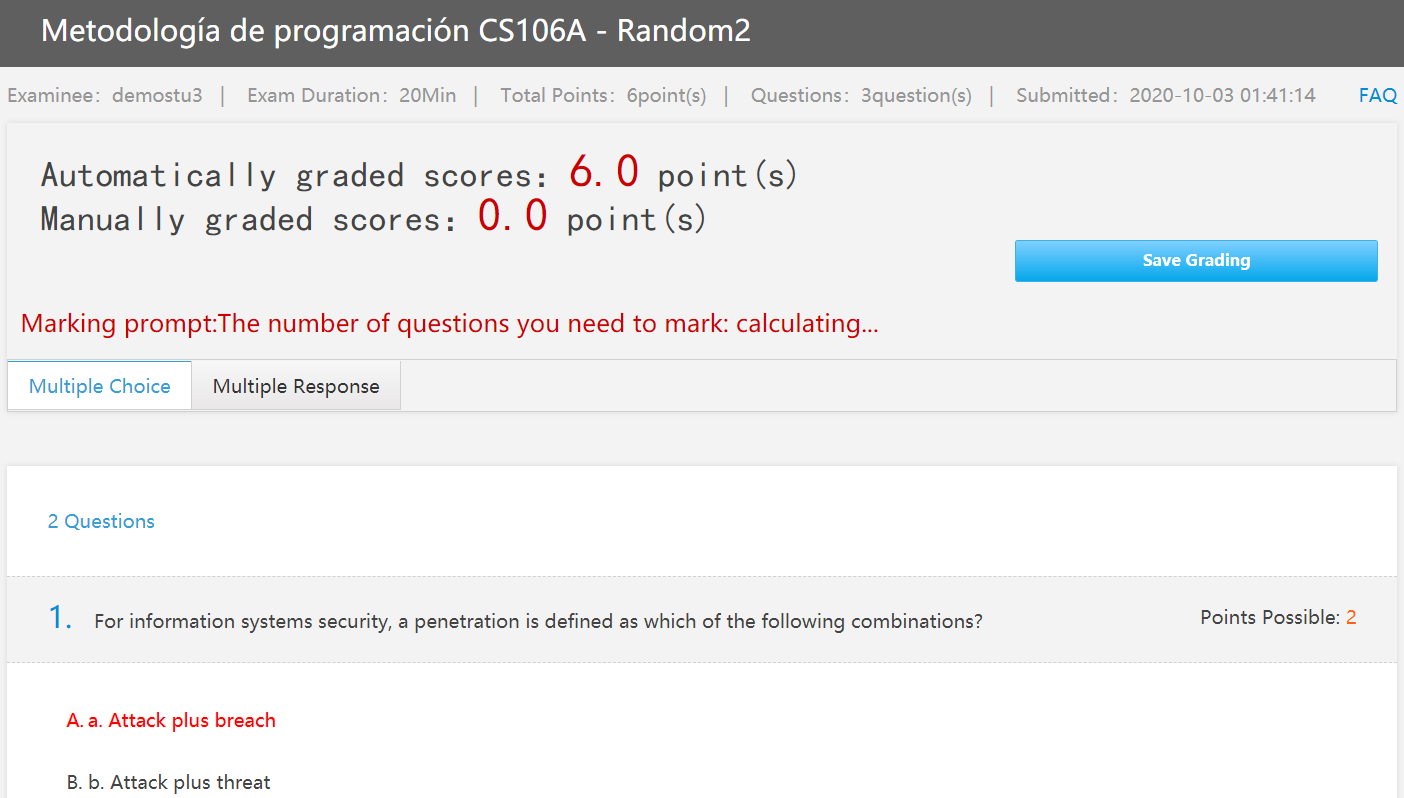 Metodología de programación CS106A - Random2
Examinee： demostu3 | Exam Duration： 20Min | Total Points： 6point(s) | Questions： 3question(s) | Submitted： 2020-10-03 01:41:14 FAQ
Automatically graded scores：6.0 point(s)
Manually graded scores：0.0 point(s)
Save Grading
Marking prompt:The number of questions you need to mark: calculating...
Multiple Choice Multiple Response
2 Questions
1. For information systems security, a penetration is defined as which of the following combinations? Points Possible: 2
A. a. Attack plus breach
B. b. Attack plus threat